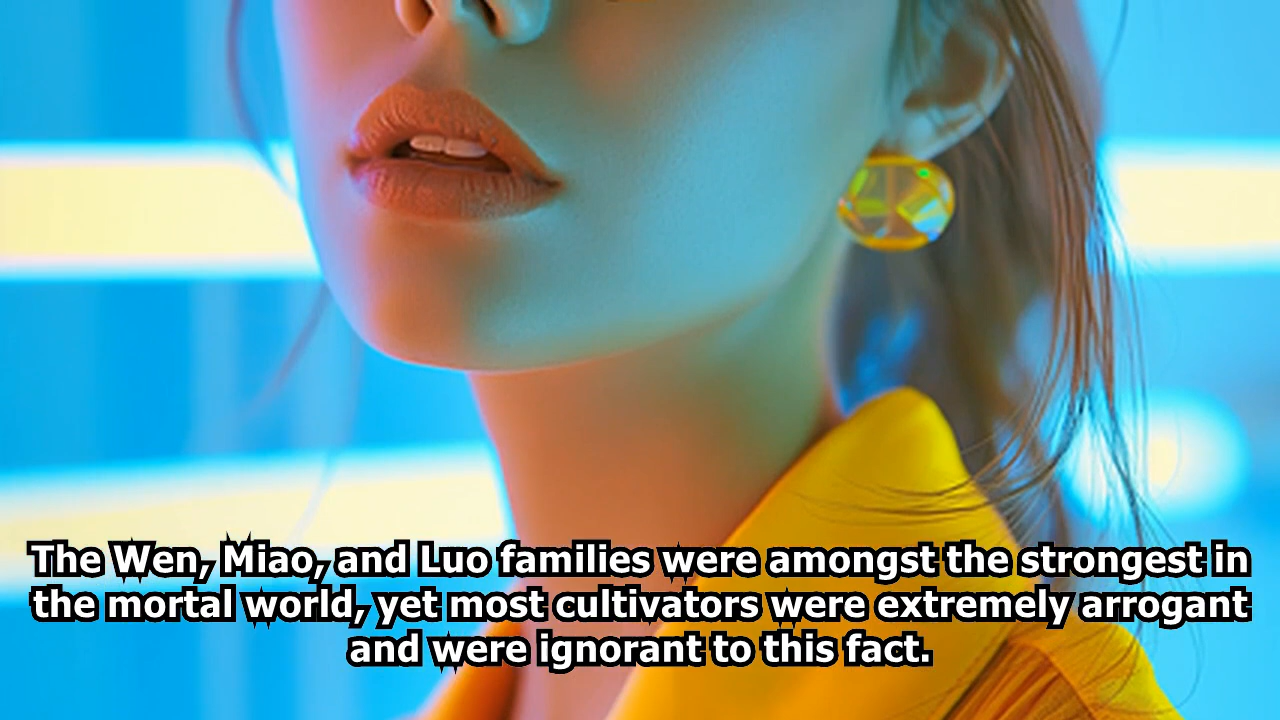 The Wen, Miao, and Luo families were amongst the strongest in
the mortal world, yet most cultivators were extremely arrogant
and were ignorant to this fact.